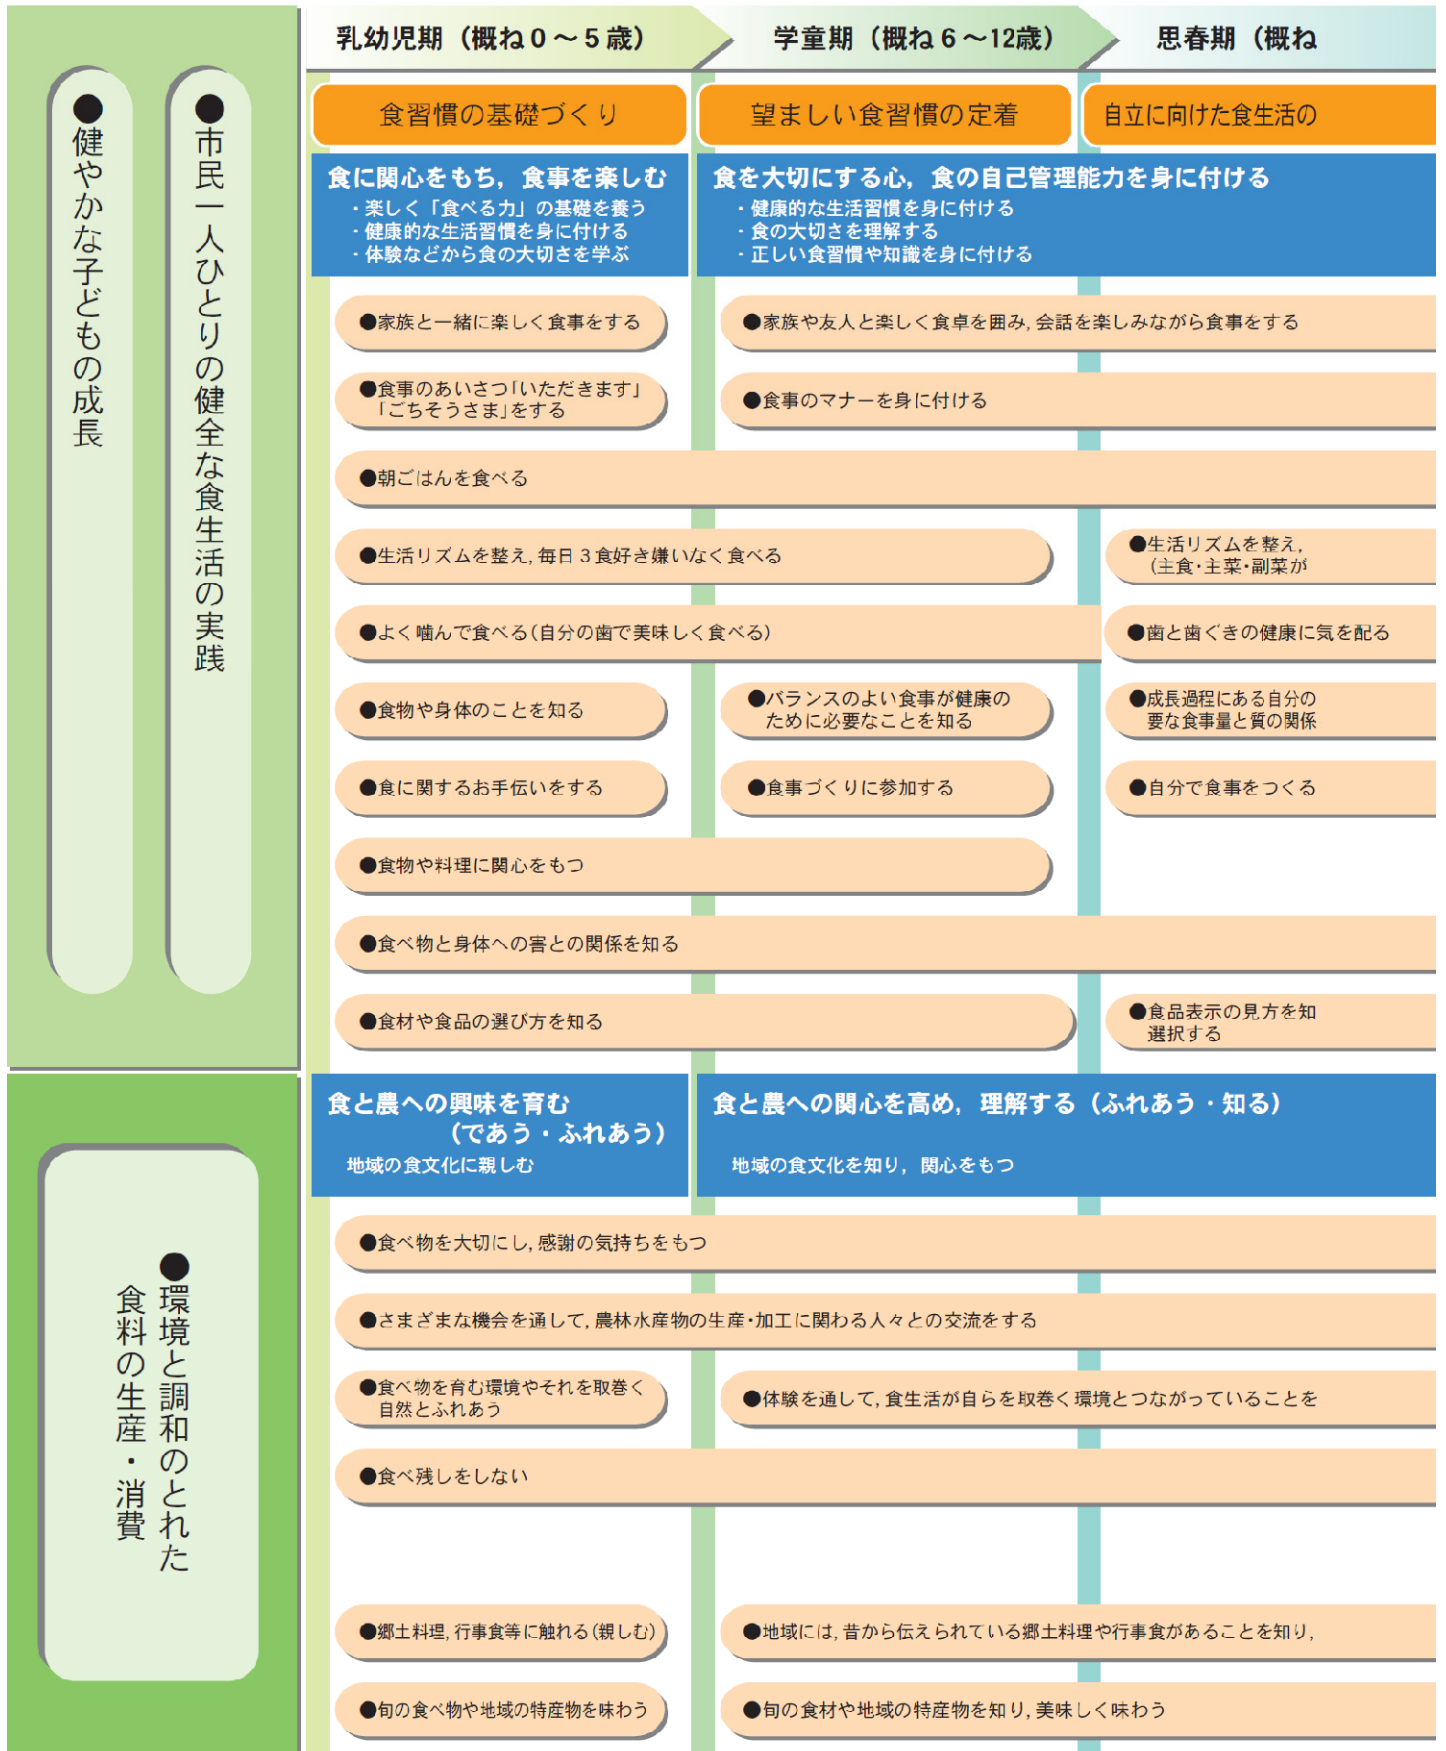 乳幼児期（概ね０～５歳）
学童期（概ね６～12歳）
思春期（概ね
●健やかな子どもの成長
●市民一人ひとりの健全な食生活の実践
食習慣の基礎づくり
望ましい食習慣の定着
自立に向けた食生活の
食に関心をもち，食事を楽しむ
・楽しく「食べる力」の基礎を養う
・健康的な生活習慣を身に付ける
・体験などから食の大切さを学ぶ
食を大切にする心，食の自己管理能力を身に付ける
・健康的な生活習慣を身に付ける
・食の大切さを理解する
・正しい食習慣や知識を身に付ける
●家族と一緒に楽しく食事をする
●家族や友人と楽しく食卓を囲み，会話を楽しみながら食事をする
●食事のあいさつ「いただきます」
「ごちそうさま」をする
●食事のマナーを身に付ける
●朝ごはんを食べる
●生活リズムを整え，毎日３食好き嫌いなく食べる
●生活リズムを整え，
（主食・主菜・副菜が
●よく噛んで食べる（自分の歯で美味しく食べる）
●歯と歯ぐきの健康に気を配る
●食物や身体のことを知る
●バランスのよい食事が健康の
ために必要なことを知る
●成長過程にある自分の
要な食事量と質の関係
●食に関するお手伝いをする
●食事づくりに参加する
●自分で食事をつくる
●食物や料理に関心をもつ
●食べ物と身体への害との関係を知る
●食材や食品の選び方を知る
●食品表示の見方を知
選択する
●環境と調和のとれた
食料の生産・消費
食と農への興味を育む
（であう・ふれあう）
地域の食文化に親しむ
食と農への関心を高め，理解する（ふれあう・知る）
地域の食文化を知り，関心をもつ
●食べ物を大切にし，感謝の気持ちをもつ
●さまざまな機会を通して，農林水産物の生産・加工に関わる人々との交流をする
●食べ物を育む環境やそれを取巻く
自然とふれあう
●体験を通して，食生活が自らを取巻く環境とつながっていることを
●食べ残しをしない
●郷土料理，行事食等に触れる（親しむ）
●地域には，昔から伝えられている郷土料理や行事食があることを知り，
●旬の食べ物や地域の特産物を味わう
●旬の食材や地域の特産物を知り，美味しく味わう